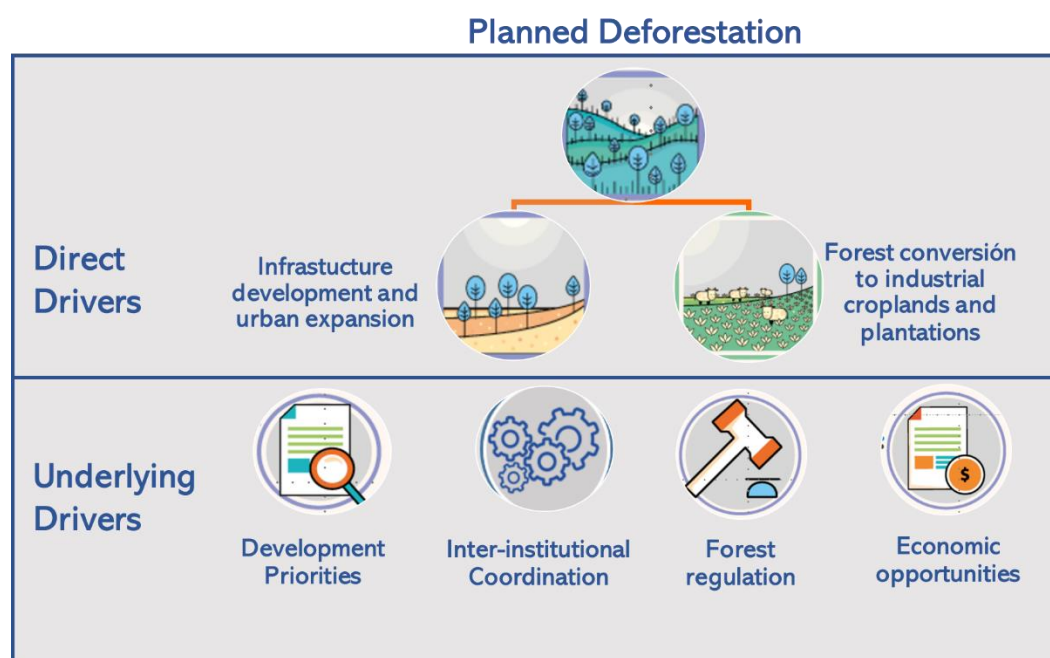 Planned Deforestation
Direct
Drivers
Infrastucture
development and
urban expansion
Forest conversión
to industrial
croplands and
plantations
Underlying
Drivers
Development
Priorities
Inter-institutional
Coordination
Forest
regulation
$
Economic
opportunities